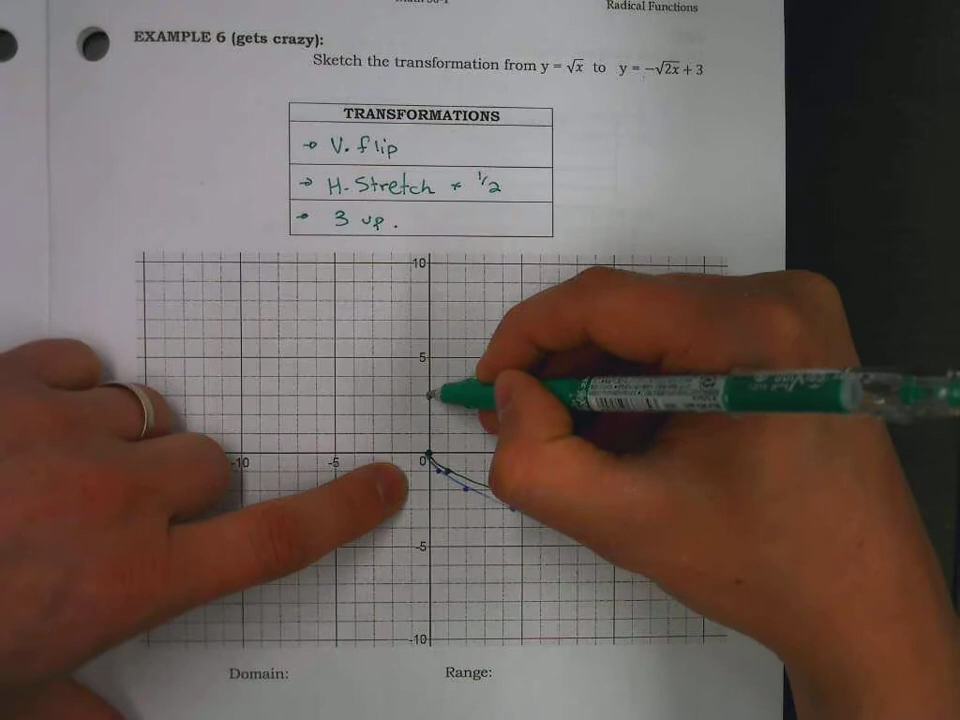 Radical Functions
EXAMPLE 6 (gets crazy):
Sketch the transformation from y = √x to y = -√2x + 3
TRANSFORMATIONS
→ V. flip
→ H. Stretch * 1/2
→ 3 up.
10
5
-10 -5 0
-5
-10
Domain: Range: